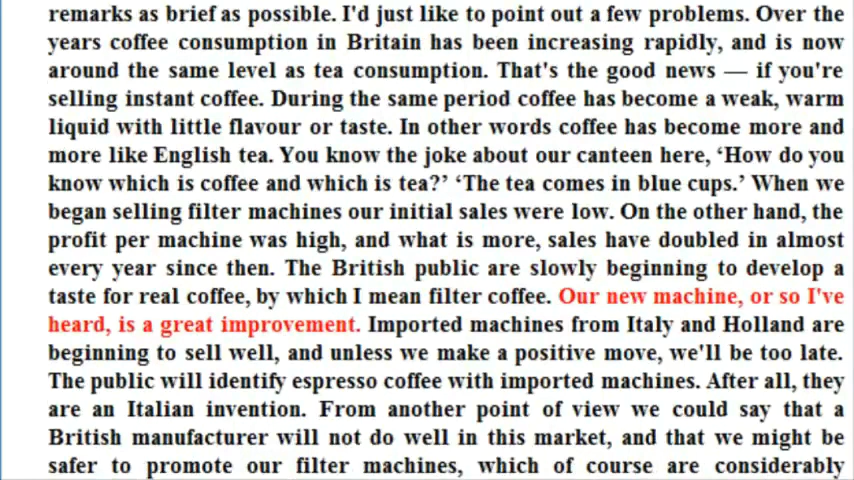 remarks as brief as possible. I'd just like to point out a few problems. Over the
years coffee consumption in Britain has been increasing rapidly, and is now
around the same level as tea consumption. That's the good news — if you're
selling instant coffee. During the same period coffee has become a weak, warm
liquid with little flavour or taste. In other words coffee has become more and
more like English tea. You know the joke about our canteen here, ‘How do you
know which is coffee and which is tea?’ ‘The tea comes in blue cups.’ When we
began selling filter machines our initial sales were low. On the other hand, the
profit per machine was high, and what is more, sales have doubled in almost
every year since then. The British public are slowly beginning to develop a
taste for real coffee, by which I mean filter coffee. Our new machine, or so I've
heard, is a great improvement. Imported machines from Italy and Holland are
beginning to sell well, and unless we make a positive move, we'll be too late.
The public will identify espresso coffee with imported machines. After all, they
are an Italian invention. From another point of view we could say that a
British manufacturer will not do well in this market, and that we might be
safer to promote our filter machines, which of course are considerably